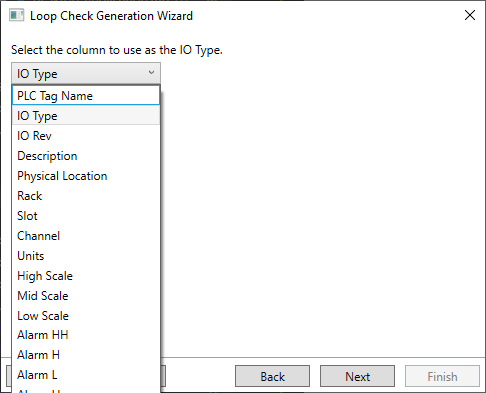 Loop Check Generation Wizard
Select the column to use as the IO Type.
IO Type
PLC Tag Name
IO Type
IO Rev
Description
Physical Location
Rack
Slot
Channel
Units
High Scale
Mid Scale
Low Scale
Alarm HH
Alarm H
Alarm L
Back Next Finish